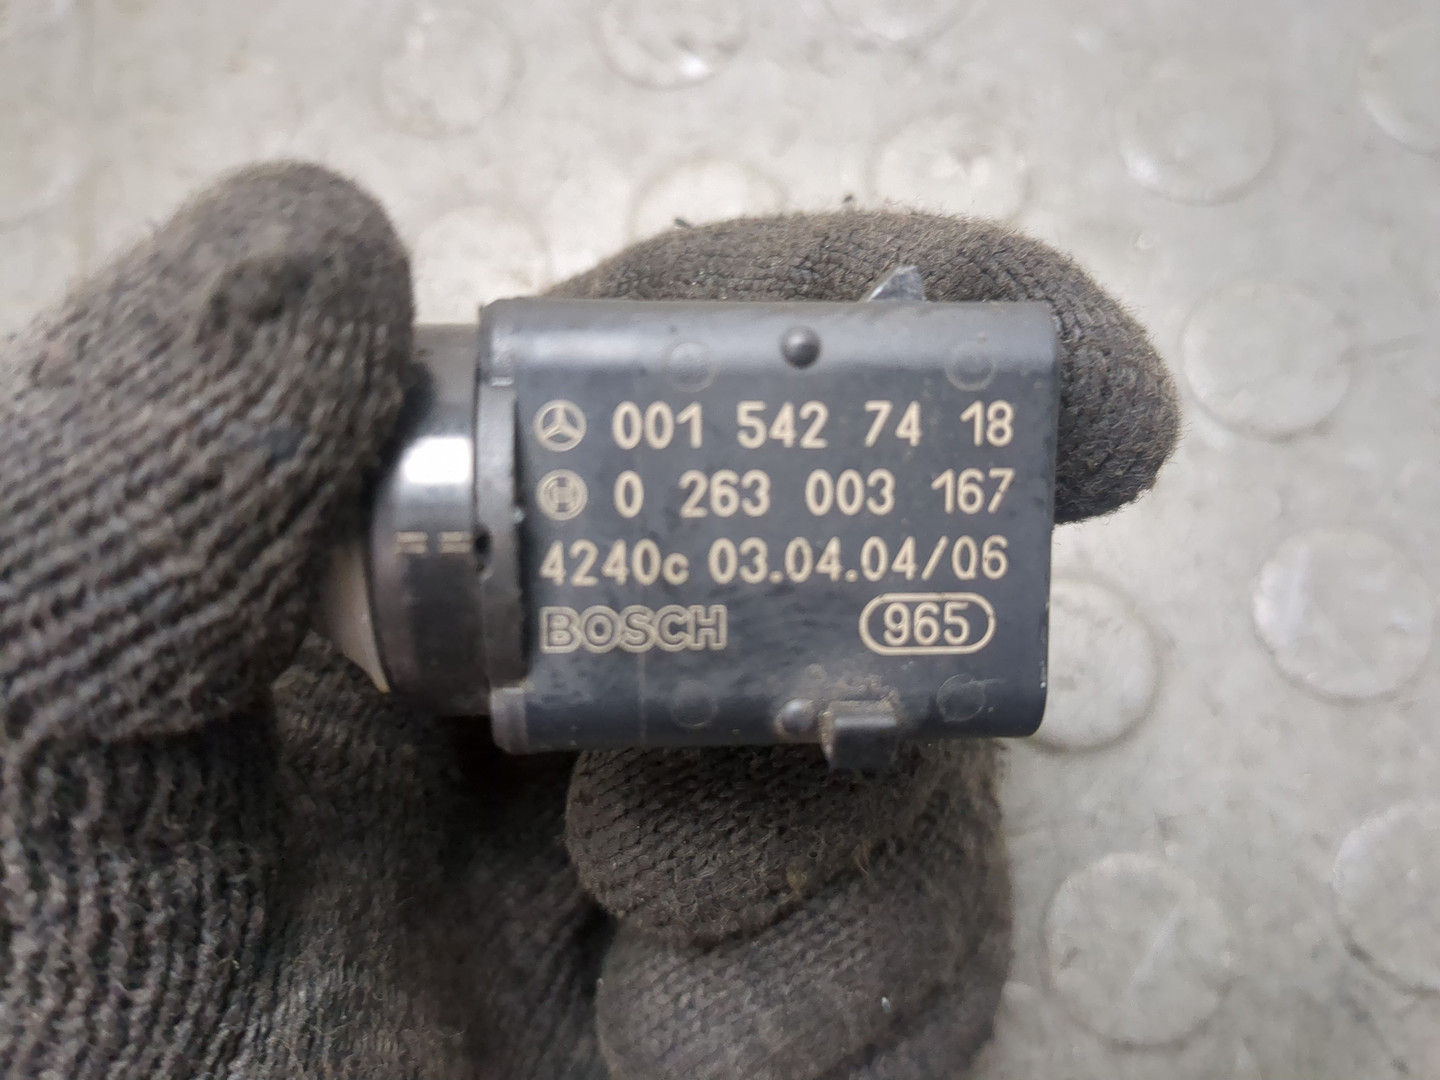 001 542 74 18
0 263 003 167
4240c 03.04.04/06
BOSCH 965